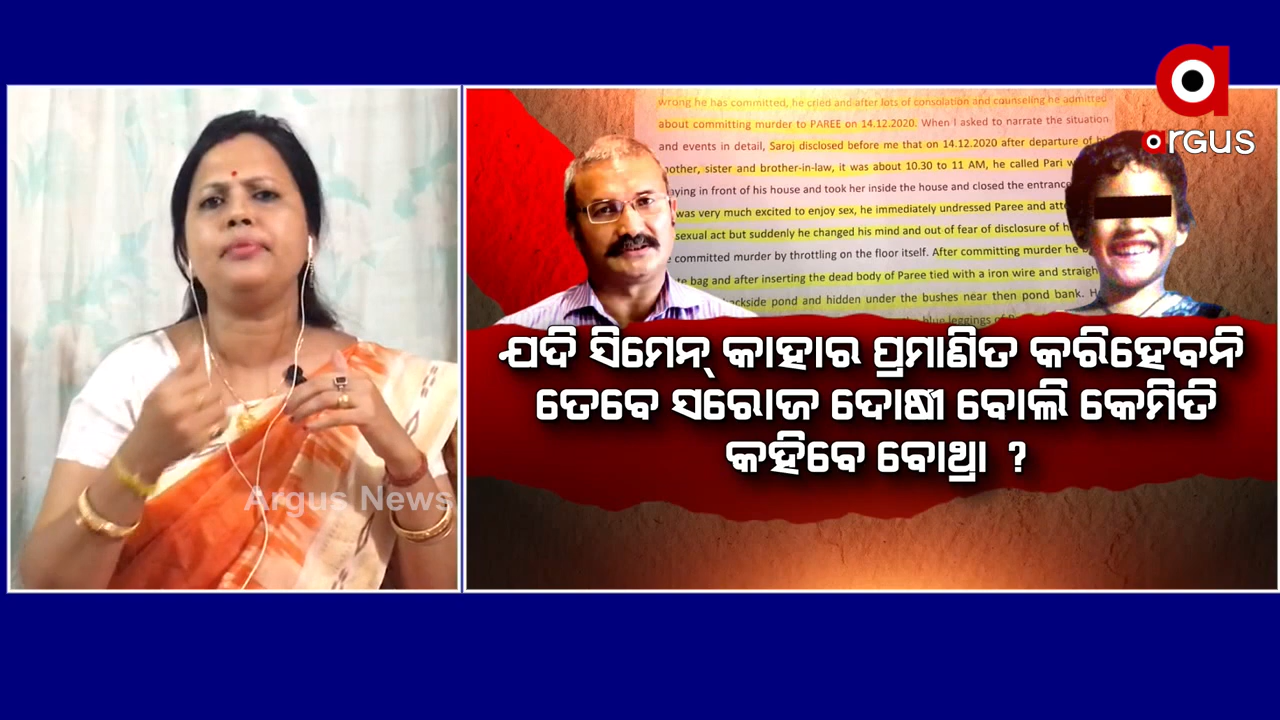 argus
wrong he has committed, he cried and after lots of consolation and counseling he admitted
about committing murder to PAREE on 14.12.2020. When I asked to narrate the situation
and events in detail, Saroj disclosed before me that on 14.12.2020 after departure of
mother, sister and brother-in-law, it was about 10.30 to 11 AM, he called Pari
in front of his house and took her inside the house and closed the entrance
was very much excited to enjoy sex, he immediately undressed Paree and
sexual act but suddenly he changed his mind and out of fear of disclosure of
committed murder by throttling on the floor itself. After committing murder he
bag and after inserting the dead body of Paree tied with a iron wire and
pond and hidden under the bushes near then pond bank.
blue leggings
ଯଦି ସିମେନ୍ କାହାର ପ୍ରମାଣିତ କରିହେବନି
ତେବେ ସରୋଜ ଦୋଷୀ ବୋଲି କେମିତି
କହିବେ ବୋଥ୍ରା ?
Argus News